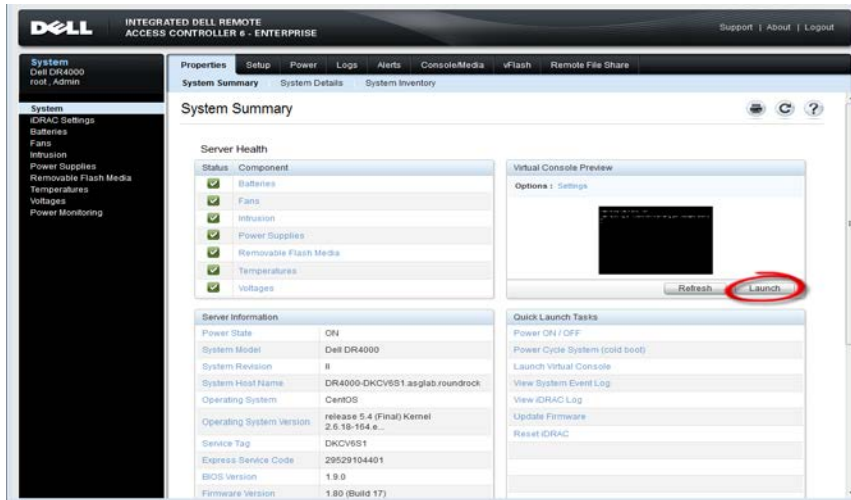 DELL
INTEGRATED DELL REMOTE
ACCESS CONTROLLER 6 - ENTERPRISE
Support | About | Logout
System
Dell DR4000
root , Admin
Properties Setup Power Logs Alerts Console/Media vFlash Remote File Share
System Summary System Details System Inventory
System
iDRAC Settings
Batteries
Fans
Intrusion
Power Supplies
Removable Flash Media
Temperatures
Voltages
Power Monitoring
System Summary
Server Health
Status Component
Batteries
Fans
Intrusion
Power Supplies
Removable Flash Media
Temperatures
Voltages
Virtual Console Preview
Options : Settings
Refresh Launch
Server Information
Power State ON
System Model Dell DR4000
System Revision II
System Host Name DR4000-DKCV6S1.asglab.roundrock
Operating System CentOS
Operating System Version release 5.4 (Final) Kernel
2.6.18-164.e...
Service Tag DKCV6S1
Express Service Code 29529104401
BIOS Version 1.9.0
Firmware Version 1.80 (Build 17)
Quick Launch Tasks
Power ON / OFF
Power Cycle System (cold boot)
Launch Virtual Console
View System Event Log
View iDRAC Log
Update Firmware
Reset iDRAC